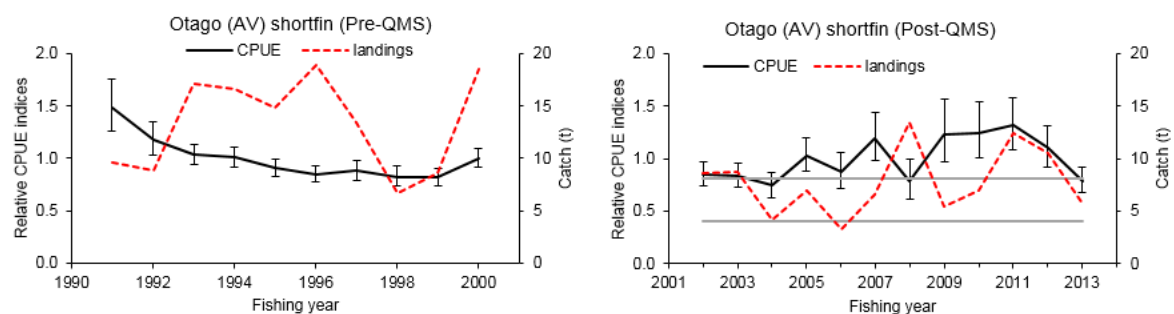 Otago (AV) shortfin (Pre-QMS)
CPUE landings
2.0
1.5
1.0
0.5
0.0
Relative CPUE indices
20
15
10
5
0
Catch (t)
1990 1992 1994 1996 1998 2000
Fishing year
Otago (AV) shortfin (Post-QMS)
CPUE landings
2.0
1.5
1.0
0.5
0.0
Relative CPUE indices
20
15
10
5
0
Catch (t)
2001 2003 2005 2007 2009 2011 2013
Fishing year